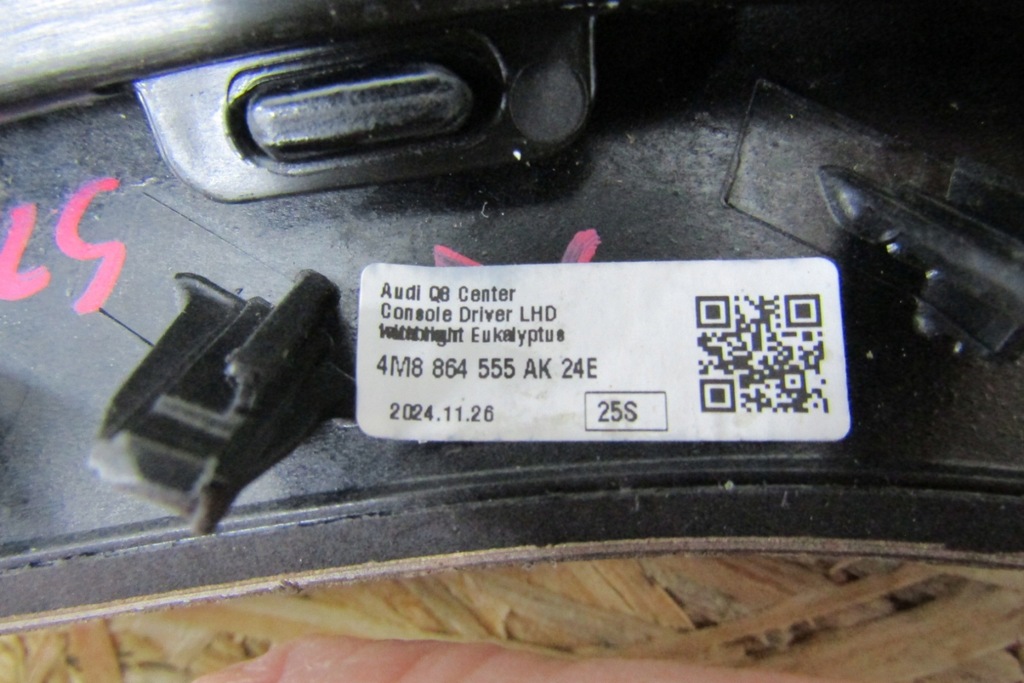 Audi Q8 Center
Console Driver LHD
Eukalyptus
4M8 864 555 AK 24E
2024.11.26
25S